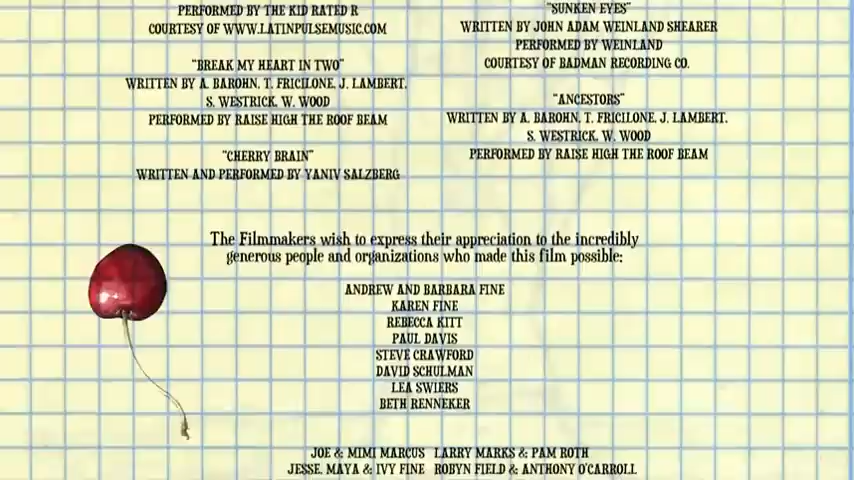 PERFORMED BY THE KID RATED R
COURTESY OF WWW.LATINPULSEMUSIC.COM
"BREAK MY HEART IN TWO"
WRITTEN BY A. BAROHN, T. FRICILONE, J. LAMBERT,
S. WESTRICK, W. WOOD
PERFORMED BY RAISE HIGH THE ROOF BEAM
"CHERRY BRAIN"
WRITTEN AND PERFORMED BY YANIV SALZBERG
"SUNKEN EYES"
WRITTEN BY JOHN ADAM WEINLAND SHEARER
PERFORMED BY WEINLAND
COURTESY OF BADMAN RECORDING CO.
"ANCESTORS"
WRITTEN BY A. BAROHN, T. FRICILONE, J. LAMBERT,
S. WESTRICK, W. WOOD
PERFORMED BY RAISE HIGH THE ROOF BEAM
The Filmmakers wish to express their appreciation to the incredibly
generous people and organizations who made this film possible:
ANDREW AND BARBARA FINE
KAREN FINE
REBECCA KITT
PAUL DAVIS
STEVE CRAWFORD
DAVID SCHULMAN
LEA SWIERS
BETH RENNEKER
JOE & MIMI MARCUS LARRY MARKS & PAM ROTH
JESSE, MAYA & IVY FINE ROBYN FIELD & ANTHONY O'CARROLL